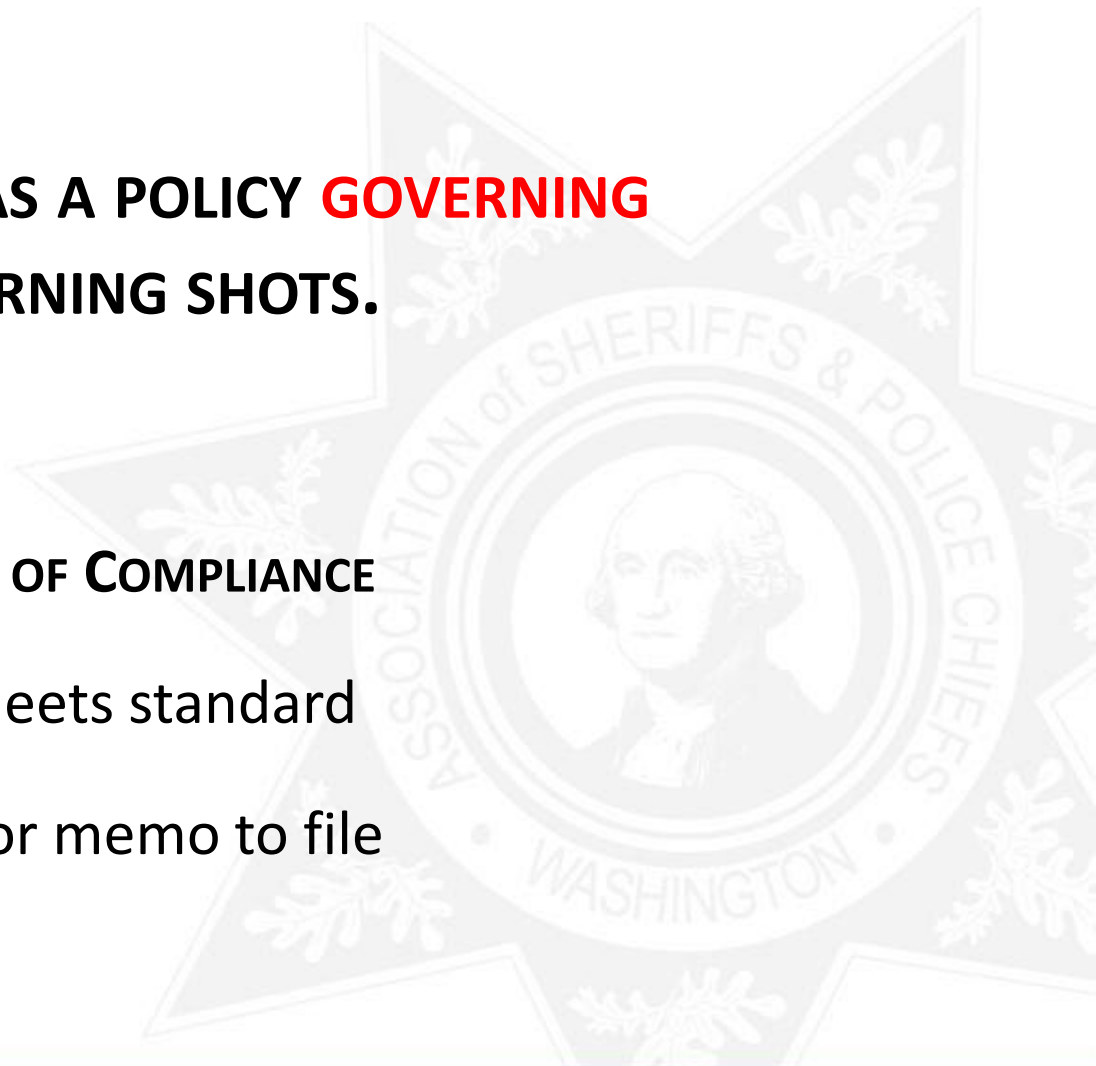 AS A POLICY GOVERNING
RNING SHOTS.
OF COMPLIANCE
eets standard
or memo to file
ASSOCIATION of SHERIFFS & POLICE CHIEFS
WASHINGTON